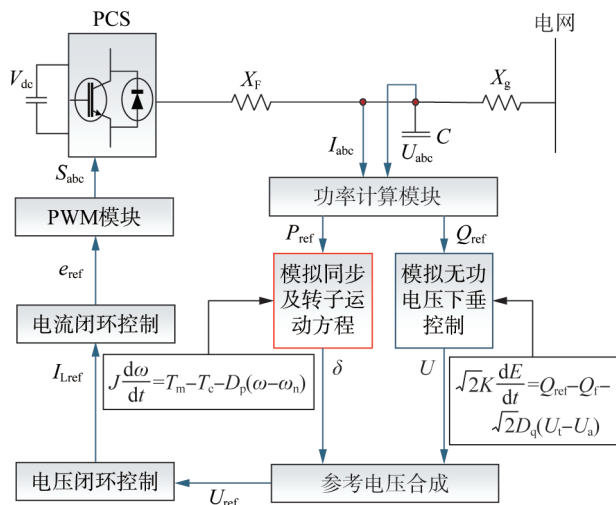 PCS
电网
V_dc
X_F
X_g
I_abc
U_abc
C
S_abc
功率计算模块
PWM模块
P_ref
Q_ref
e_ref
模拟同步
及转子运
动方程
模拟无功
电压下垂
控制
电流闭环控制
I_Lref
J dω/dt=T_m−T_c−D_p(ω−ω_n)
δ
U
√2K dE/dt=Q_ref−Q_f−
√2D_q(U_t−U_a)
电压闭环控制
U_ref
参考电压合成